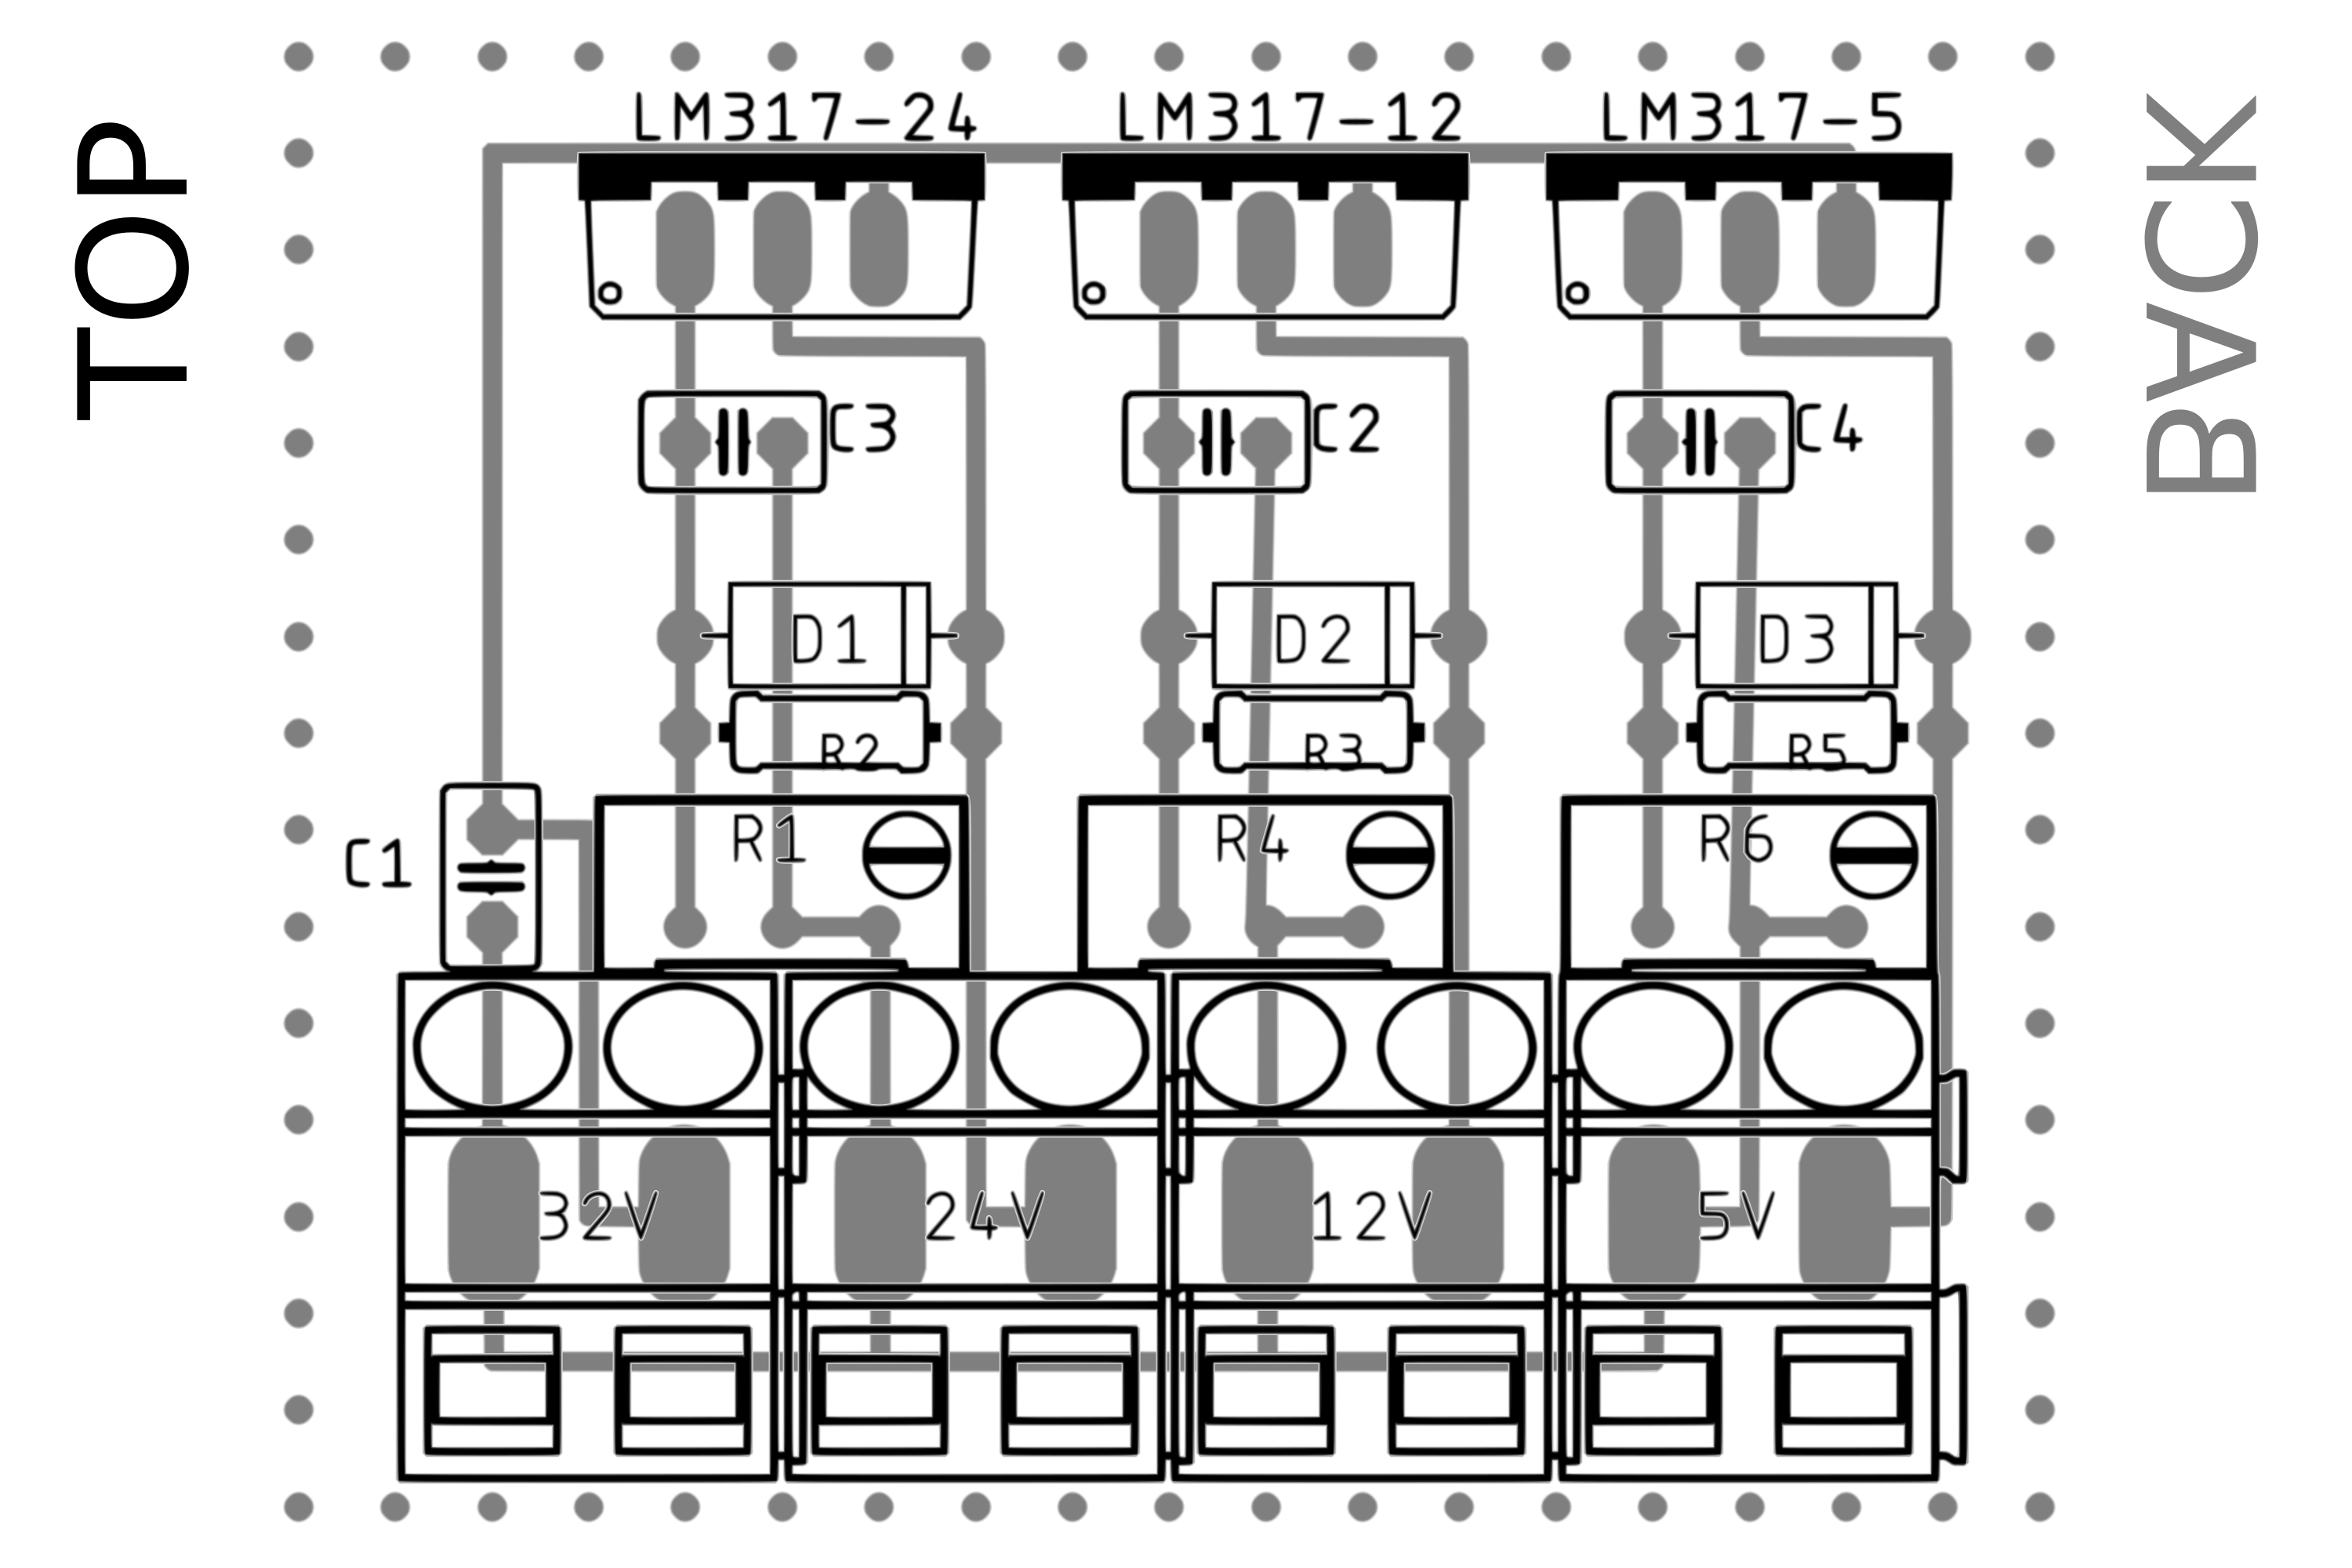 TOP
BACK
LM317-24
LM317-12
LM317-5
C3
C2
C4
D1
D2
D3
R2
R3
R5
C1
R1
R4
R6
32V
24V
12V
5V